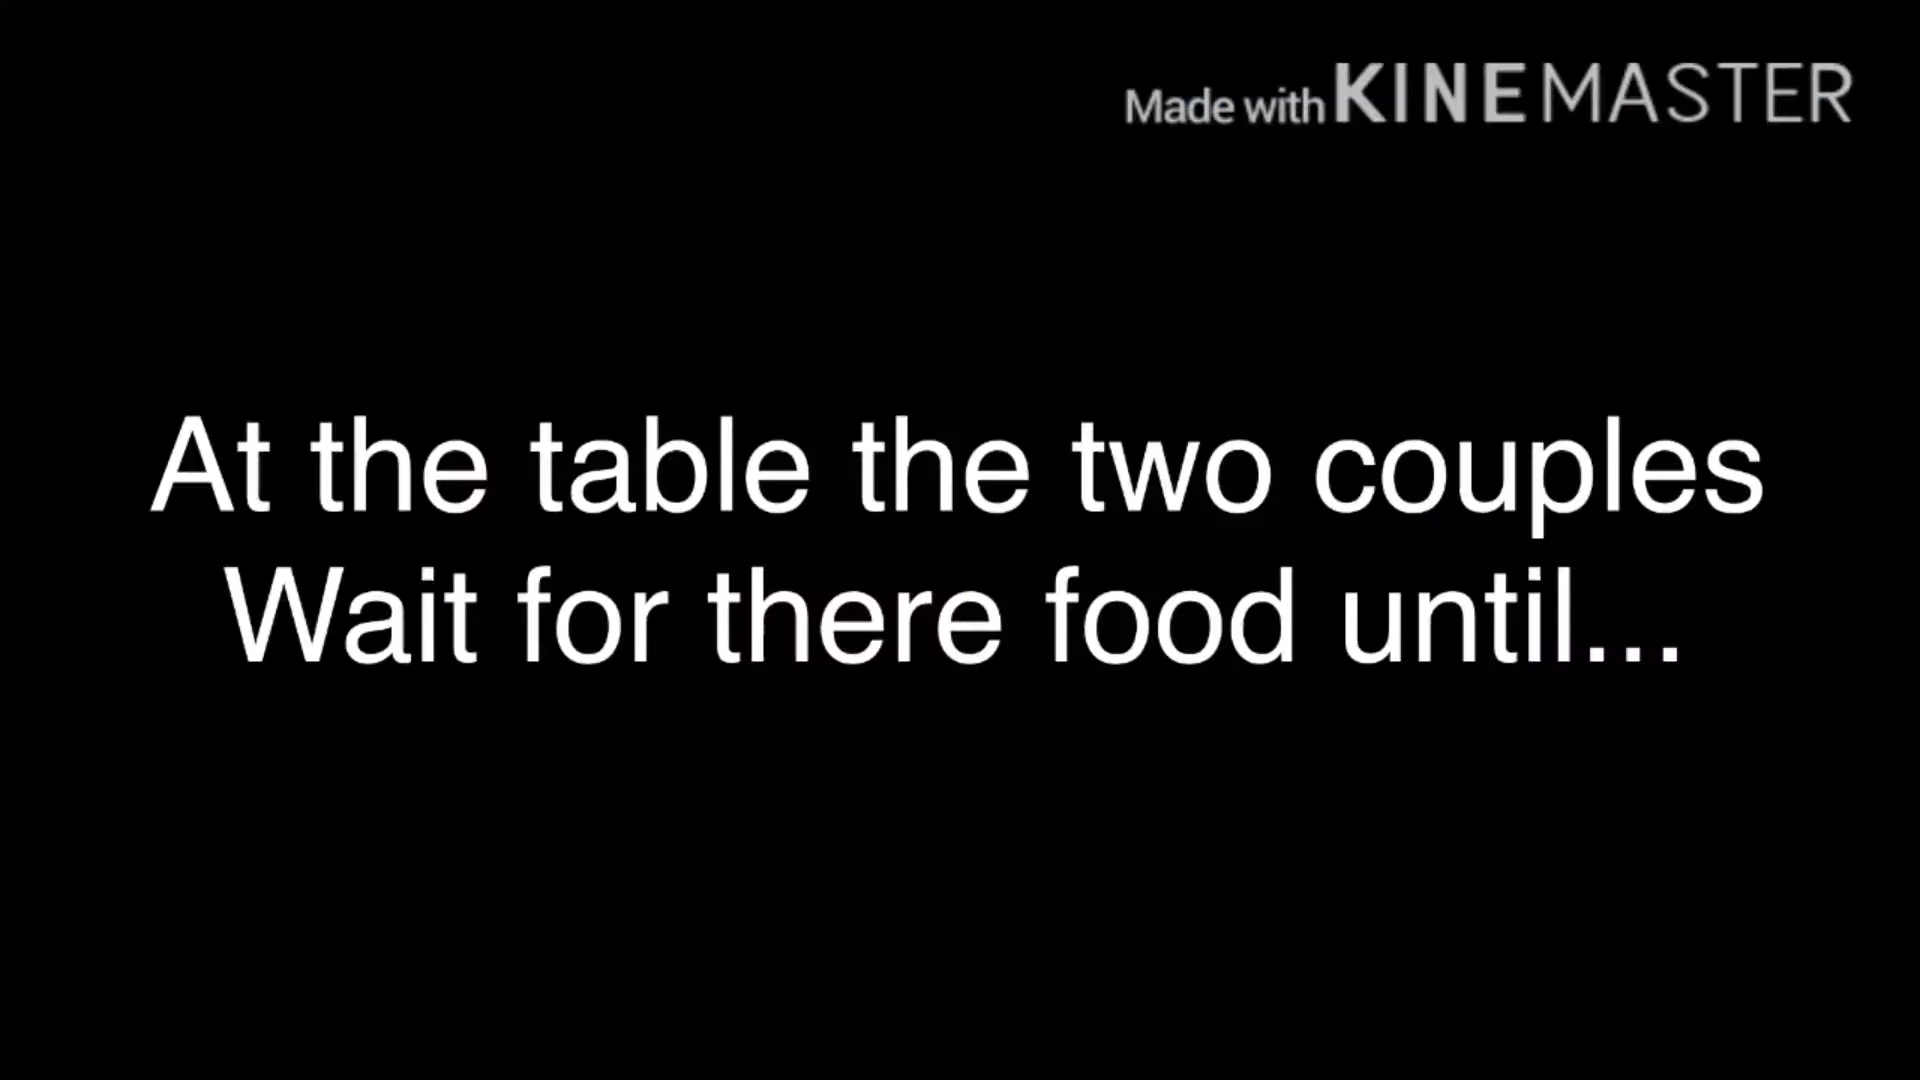 Made with KINEMASTER
At the table the two couples
Wait for there food until...